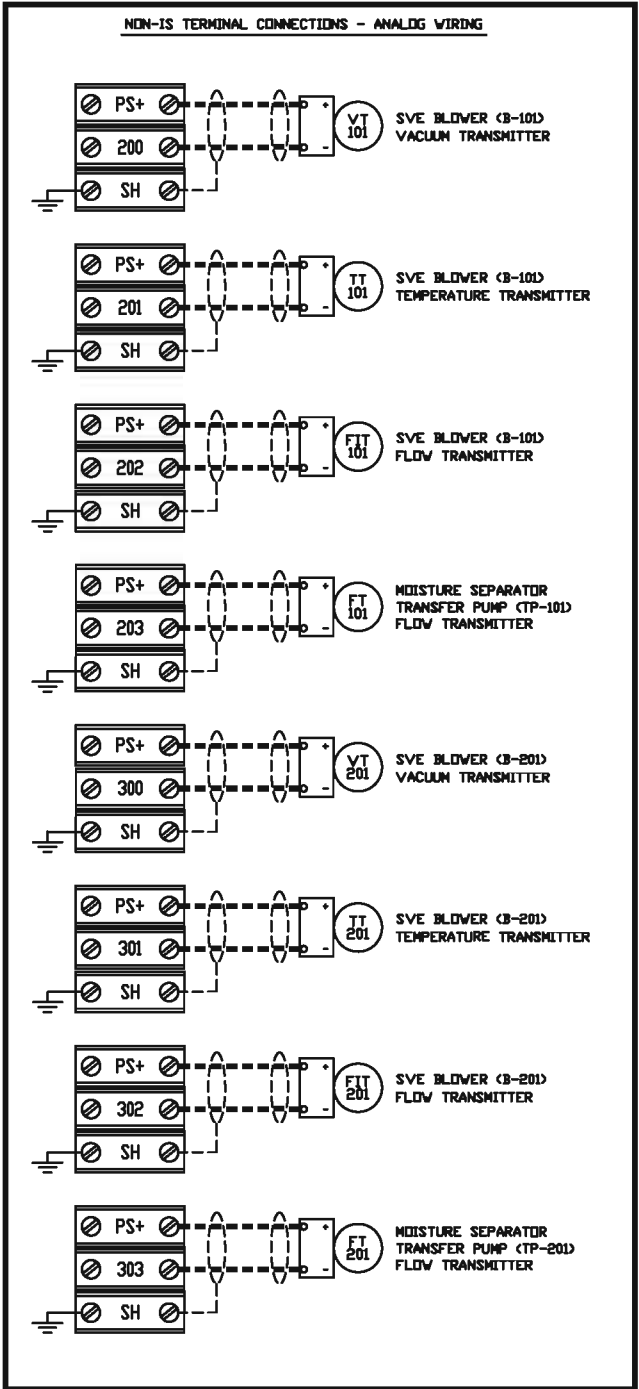 NON-IS TERMINAL CONNECTIONS - ANALOG WIRING
PS+
200
SH
+
-
VT
101
SVE BLOWER (B-101)
VACUUM TRANSMITTER
PS+
201
SH
+
-
TT
101
SVE BLOWER (B-101)
TEMPERATURE TRANSMITTER
PS+
202
SH
+
-
FIT
101
SVE BLOWER (B-101)
FLOW TRANSMITTER
PS+
203
SH
+
-
FT
101
MOISTURE SEPARATOR
TRANSFER PUMP (TP-101)
FLOW TRANSMITTER
PS+
300
SH
+
-
VT
201
SVE BLOWER (B-201)
VACUUM TRANSMITTER
PS+
301
SH
+
-
TT
201
SVE BLOWER (B-201)
TEMPERATURE TRANSMITTER
PS+
302
SH
+
-
FIT
201
SVE BLOWER (B-201)
FLOW TRANSMITTER
PS+
303
SH
+
-
FT
201
MOISTURE SEPARATOR
TRANSFER PUMP (TP-201)
FLOW TRANSMITTER